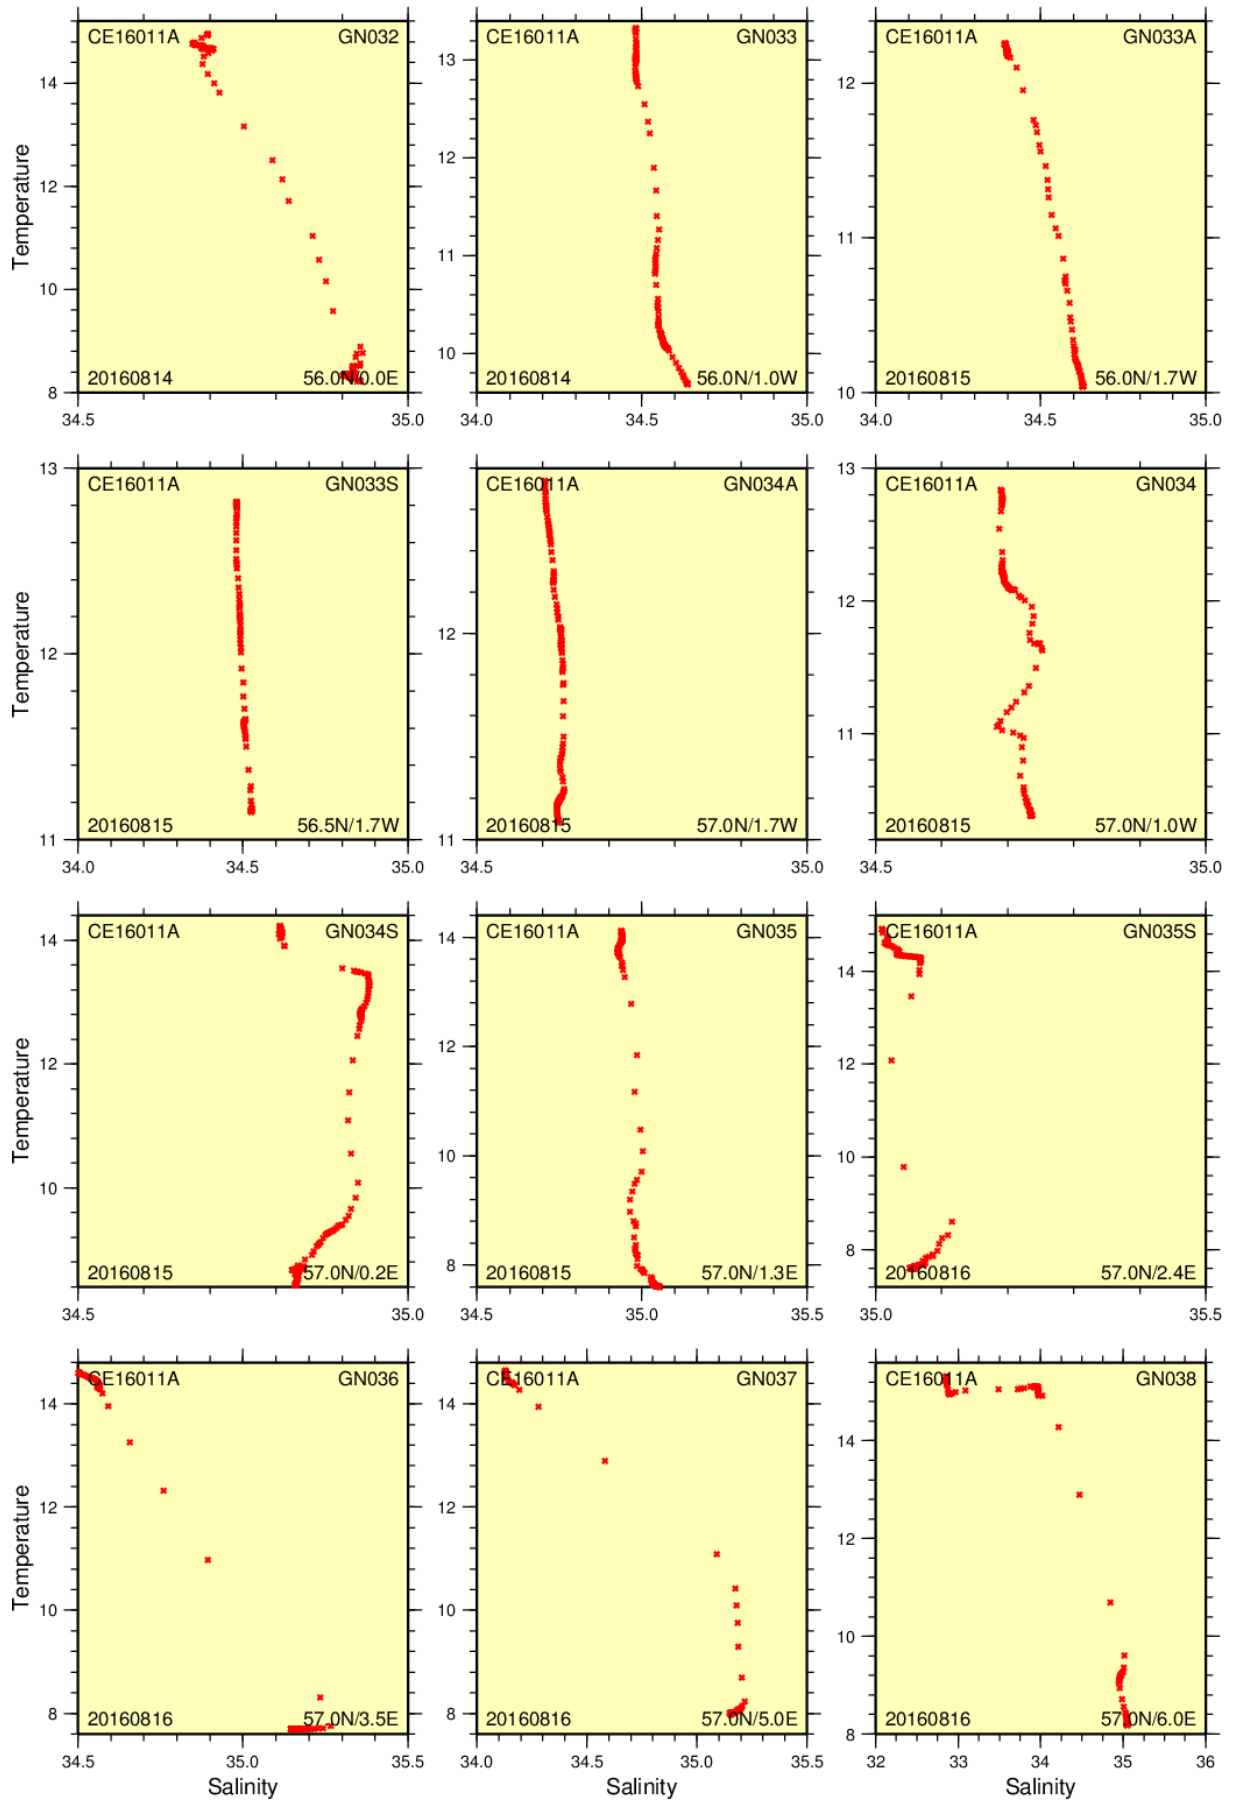 CE16011A GN032
14
12
10
8
Temperature
20160814 56.0N/0.0E
34.5 35.0
CE16011A GN033
13
12
11
10
20160814 56.0N/1.0W
34.0 34.5 35.0
CE16011A GN033A
12
11
10
20160815 56.0N/1.7W
34.0 34.5 35.0
CE16011A GN033S
13
12
11
Temperature
20160815 56.5N/1.7W
34.0 34.5 35.0
CE16011A GN034A
12
11
20160815 57.0N/1.7W
34.5 35.0
CE16011A GN034
13
12
11
20160815 57.0N/1.0W
34.5 35.0
CE16011A GN034S
14
12
10
Temperature
20160815 57.0N/0.2E
34.5 35.0
CE16011A GN035
14
12
10
8
20160815 57.0N/1.3E
34.5 35.0 35.5
CE16011A GN035S
14
12
10
8
20160816 57.0N/2.4E
35.0 35.5
CE16011A GN036
14
12
10
8
Temperature
20160816 57.0N/3.5E
34.5 35.0 35.5
Salinity
CE16011A GN037
14
12
10
8
20160816 57.0N/5.0E
34.0 34.5 35.0 35.5
Salinity
CE16011A GN038
14
12
10
8
20160816 57.0N/6.0E
32 33 34 35 36
Salinity